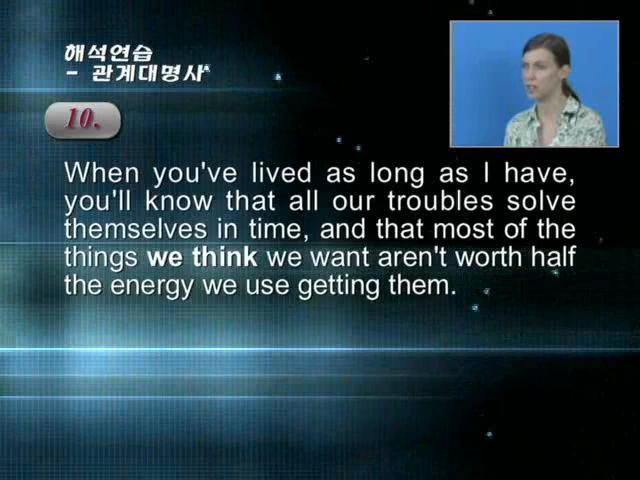 해석연습
- 관계대명사
10.
When you've lived as long as I have,
you'll know that all our troubles solve
themselves in time, and that most of the
things we think we want aren't worth half
the energy we use getting them.